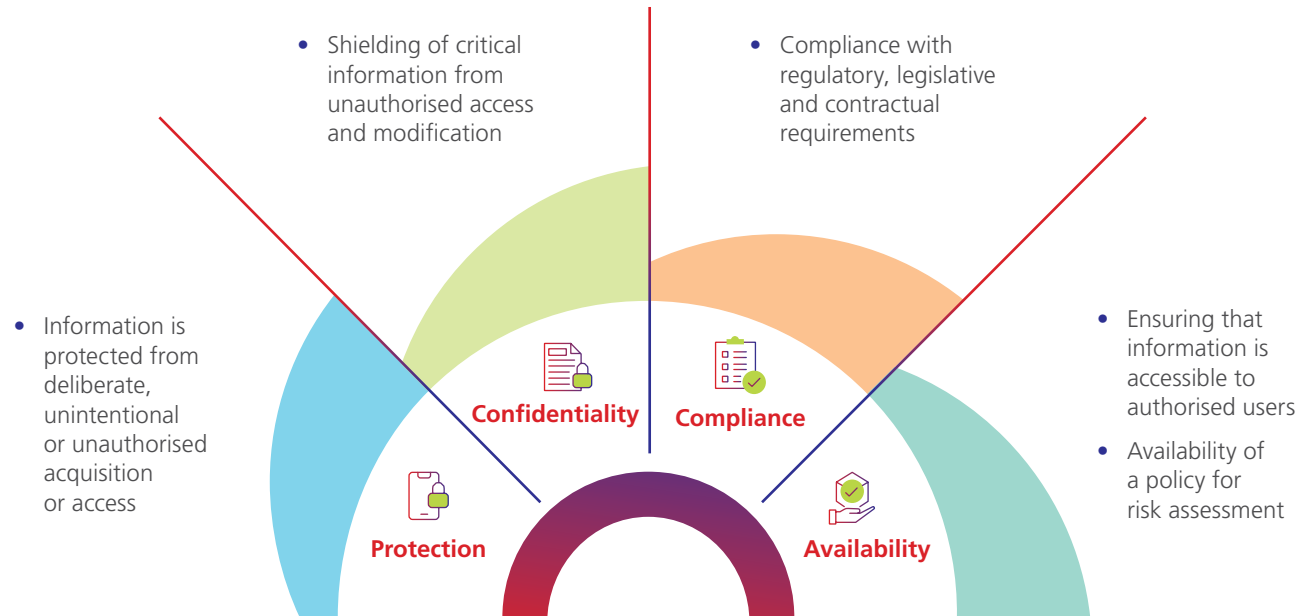 • Shielding of critical
information from
unauthorised access
and modification
• Compliance with
regulatory, legislative
and contractual
requirements
• Information is
protected from
deliberate,
unintentional
or unauthorised
acquisition
or access
• Ensuring that
information is
accessible to
authorised users
• Availability of
a policy for
risk assessment
Confidentiality
Compliance
Protection
Availability